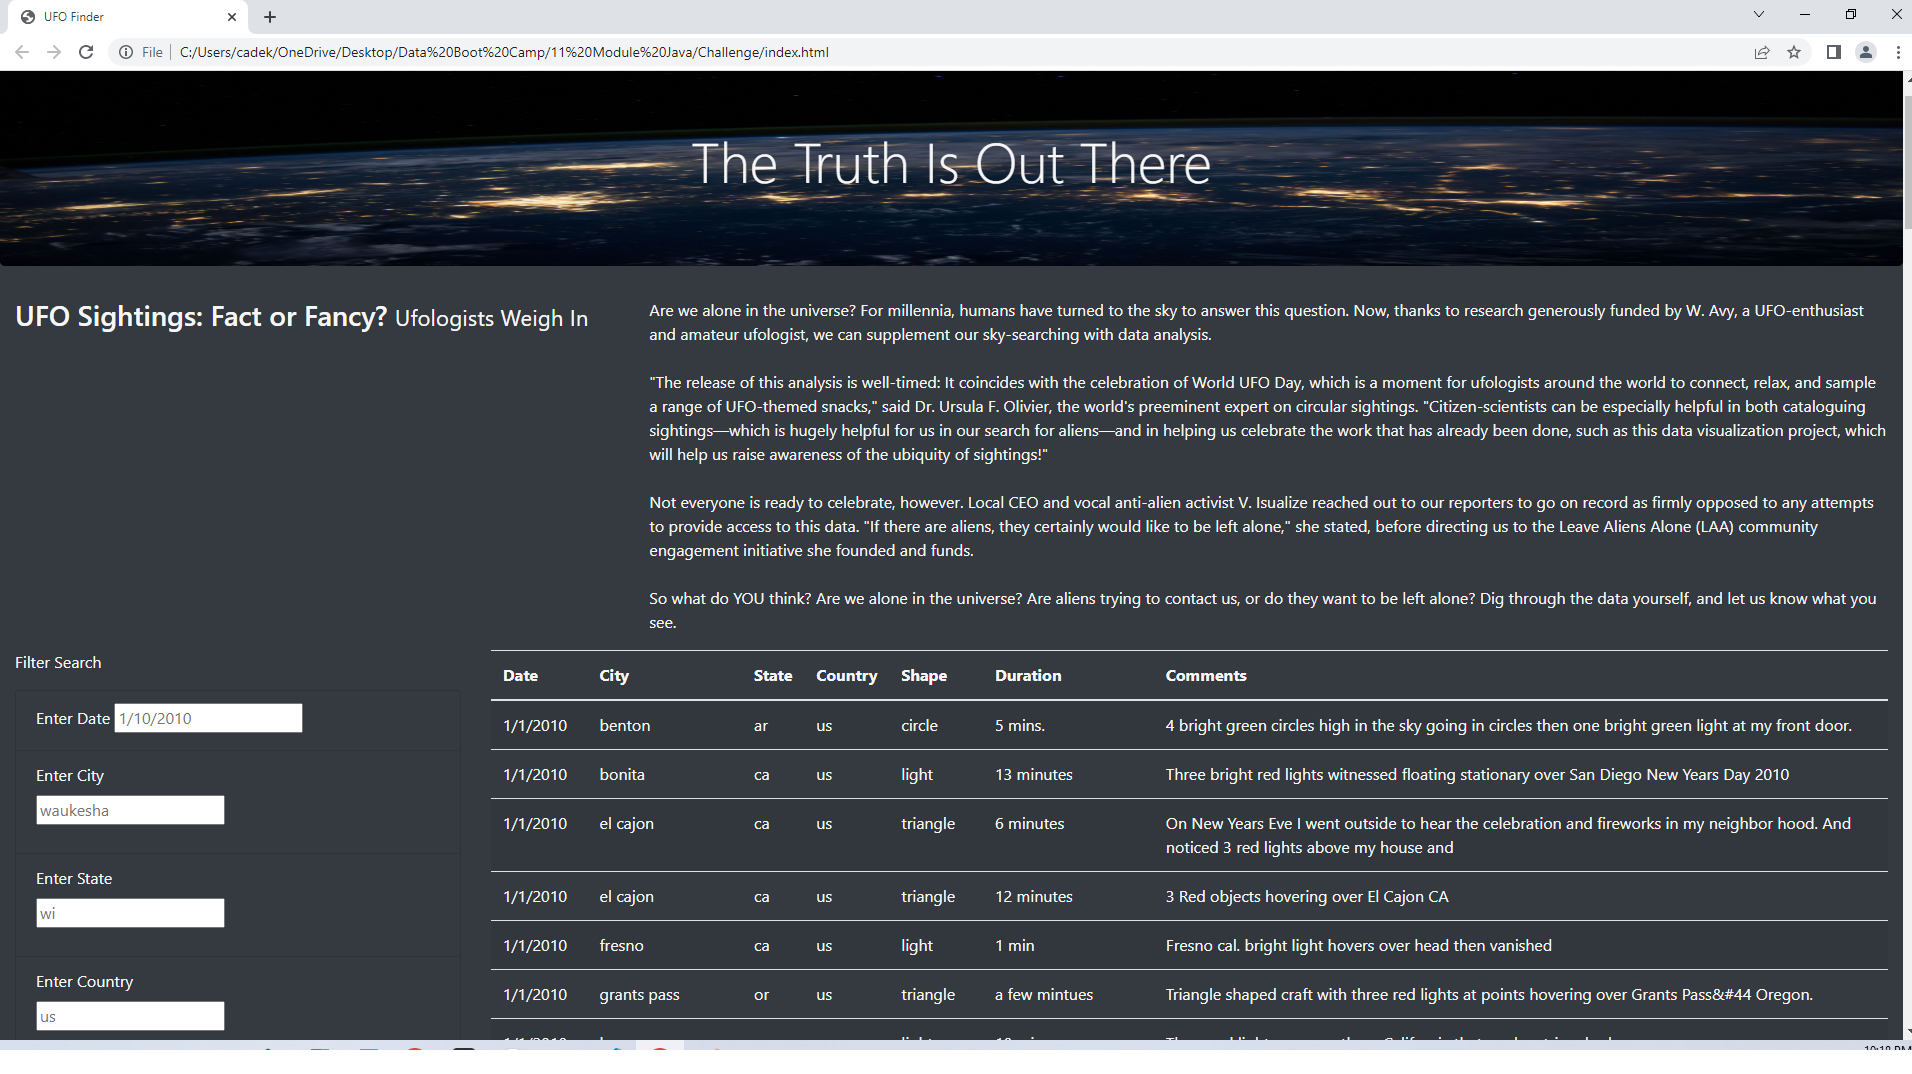 UFO Finder
File C:/Users/cadek/OneDrive/Desktop/Data%20Boot%20Camp/11%20Module%20Java/Challenge/index.html
The Truth Is Out There
UFO Sightings: Fact or Fancy? Ufologists Weigh In
Are we alone in the universe? For millennia, humans have turned to the sky to answer this question. Now, thanks to research generously funded by W. Avy, a UFO-enthusiast
and amateur ufologist, we can supplement our sky-searching with data analysis.
"The release of this analysis is well-timed: It coincides with the celebration of World UFO Day, which is a moment for ufologists around the world to connect, relax, and sample
a range of UFO-themed snacks," said Dr. Ursula F. Olivier, the world's preeminent expert on circular sightings. "Citizen-scientists can be especially helpful in both cataloguing
sightings—which is hugely helpful for us in our search for aliens—and in helping us celebrate the work that has already been done, such as this data visualization project, which
will help us raise awareness of the ubiquity of sightings!"
Not everyone is ready to celebrate, however. Local CEO and vocal anti-alien activist V. Isualize reached out to our reporters to go on record as firmly opposed to any attempts
to provide access to this data. "If there are aliens, they certainly would like to be left alone," she stated, before directing us to the Leave Aliens Alone (LAA) community
engagement initiative she founded and funds.
So what do YOU think? Are we alone in the universe? Are aliens trying to contact us, or do they want to be left alone? Dig through the data yourself, and let us know what you
see.
Filter Search
Enter Date 1/10/2010
Enter City
waukesha
Enter State
wi
Enter Country
us
Date City State Country Shape Duration Comments
1/1/2010 benton ar us circle 5 mins. 4 bright green circles high in the sky going in circles then one bright green light at my front door.
1/1/2010 bonita ca us light 13 minutes Three bright red lights witnessed floating stationary over San Diego New Years Day 2010
1/1/2010 el cajon ca us triangle 6 minutes On New Years Eve I went outside to hear the celebration and fireworks in my neighbor hood. And
noticed 3 red lights above my house and
1/1/2010 el cajon ca us triangle 12 minutes 3 Red objects hovering over El Cajon CA
1/1/2010 fresno ca us light 1 min Fresno cal. bright light hovers over head then vanished
1/1/2010 grants pass or us triangle a few mintues Triangle shaped craft with three red lights at points hovering over Grants Pass&#44 Oregon.